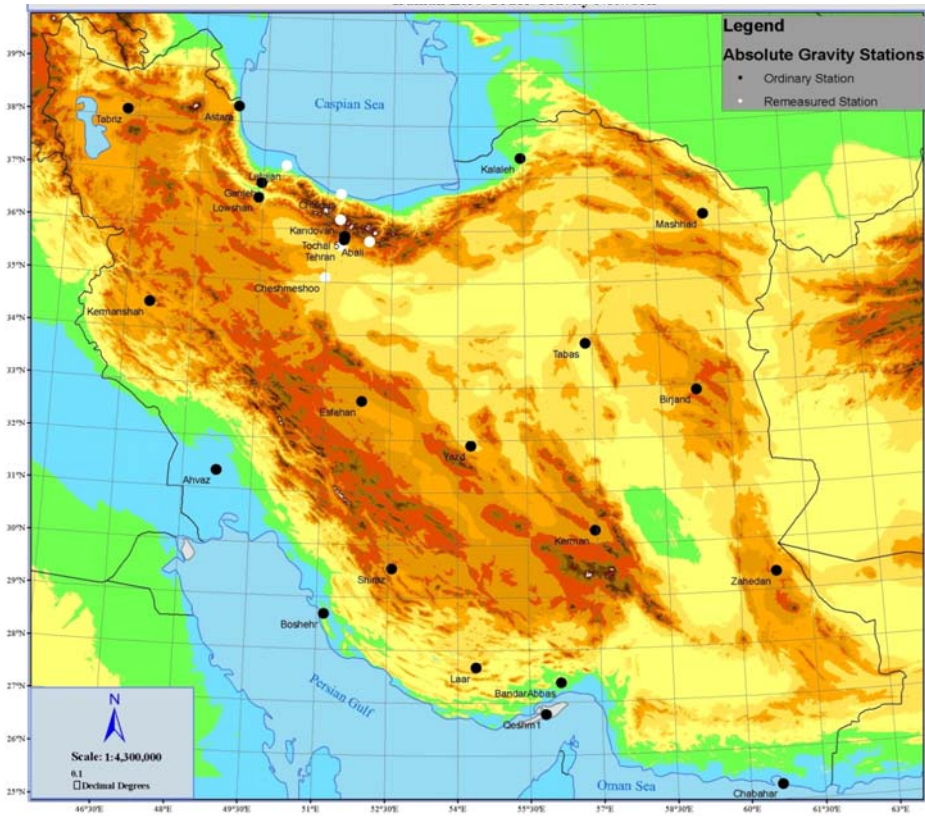 Legend
Absolute Gravity Stations
Ordinary Station
Remeasured Station
39°N
38°N
37°N
36°N
35°N
34°N
33°N
32°N
31°N
30°N
29°N
28°N
27°N
26°N
25°N
Caspian Sea
Tabriz
Astara
Kalaleh
Lahijan
Ganjeh
Lowshan
Mashhad
Kandovan
Tochal 5
Abali
Tehran
Cheshmeshoo
Kermanshah
Tabas
Birjand
Esfahan
Yazd
Ahvaz
Kerman
Shiraz
Zahedan
Boshehr
Laar
BandarAbbas
Persian Gulf
Qeshm1
Oman Sea
Chabahar
N
Scale: 1:4,300,000
0.1
Decimal Degrees
46°30'E
48°E
49°30'E
51°E
52°30'E
54°E
55°30'E
57°E
58°30'E
60°E
61°30'E
63°E